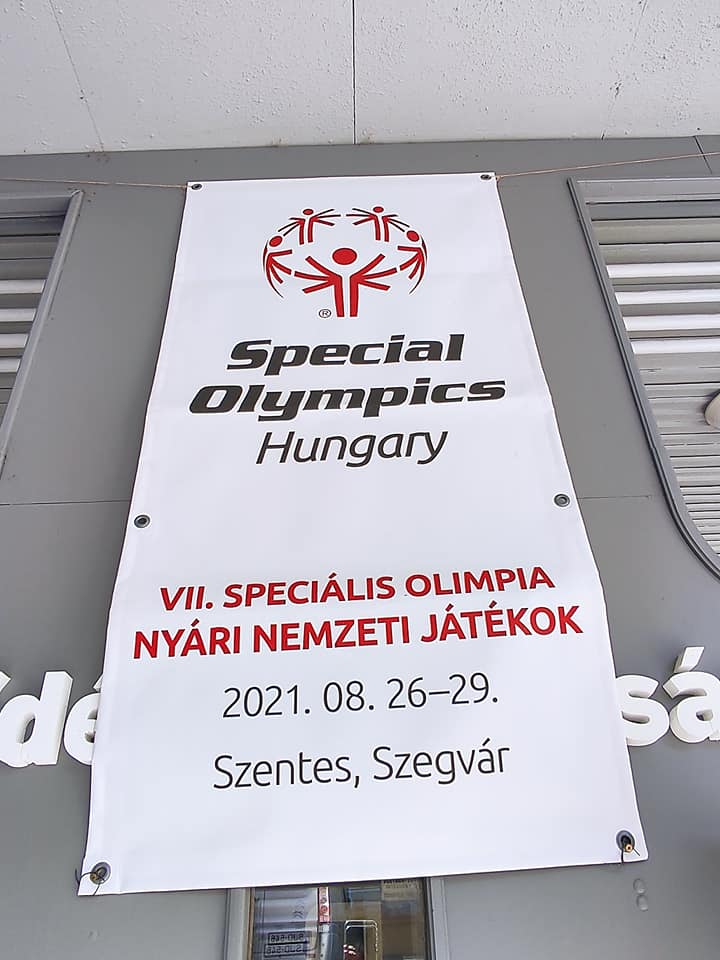 ®
Special
Olympics
Hungary
VII. SPECIÁLIS OLIMPIA
NYÁRI NEMZETI JÁTÉKOK
2021. 08. 26–29.
Szentes, Szegvár